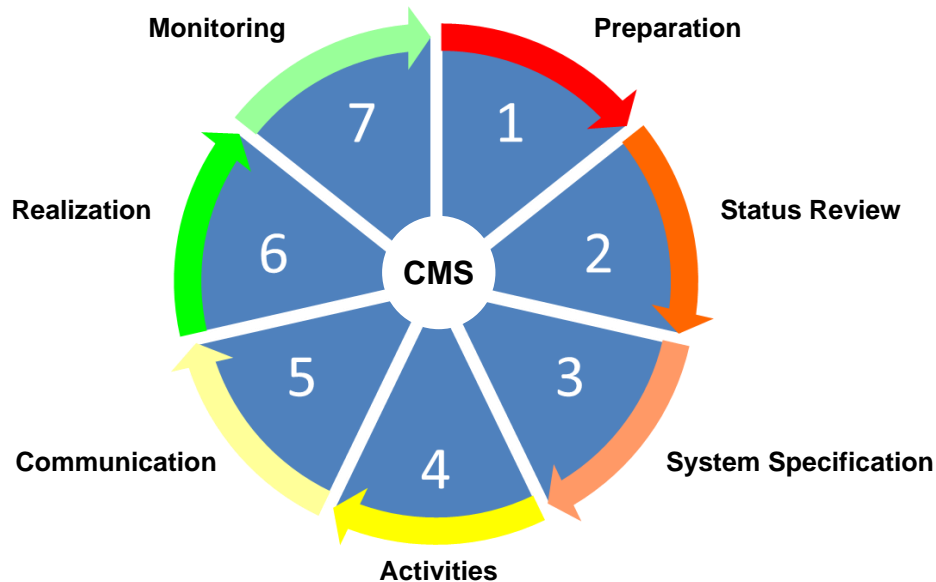 Monitoring
Preparation
7
1
Realization
Status Review
6
2
CMS
5
3
Communication
System Specification
4
Activities